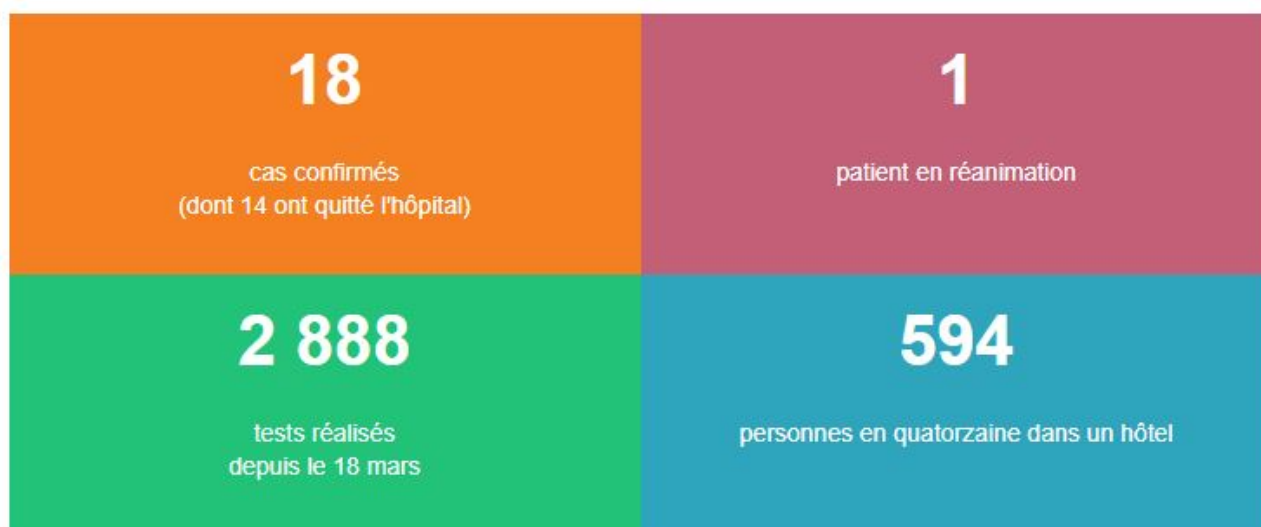 18
cas confirmés
(dont 14 ont quitté l'hôpital)
1
patient en réanimation
2 888
tests réalisés
depuis le 18 mars
594
personnes en quatorzaine dans un hôtel